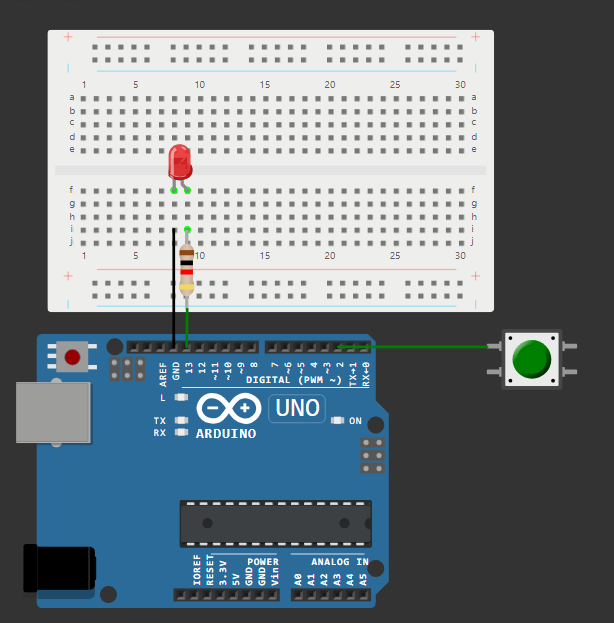 + +
1 5 10 15 20 25 30
a a
b b
c c
d d
e e
f f
g g
h h
i i
j j
1 5 10 15 20 25 30
+ +
AREF GND 13 12 ~11 ~10 ~9 8 7 ~6 ~5 4 ~3 2 TX→1 RX←0
DIGITAL (PWM ~)
L
UNO
TX ON
RX ARDUINO
POWER ANALOG IN
IOREF RESET 3.3V 5V GND GND Vin A0 A1 A2 A3 A4 A5